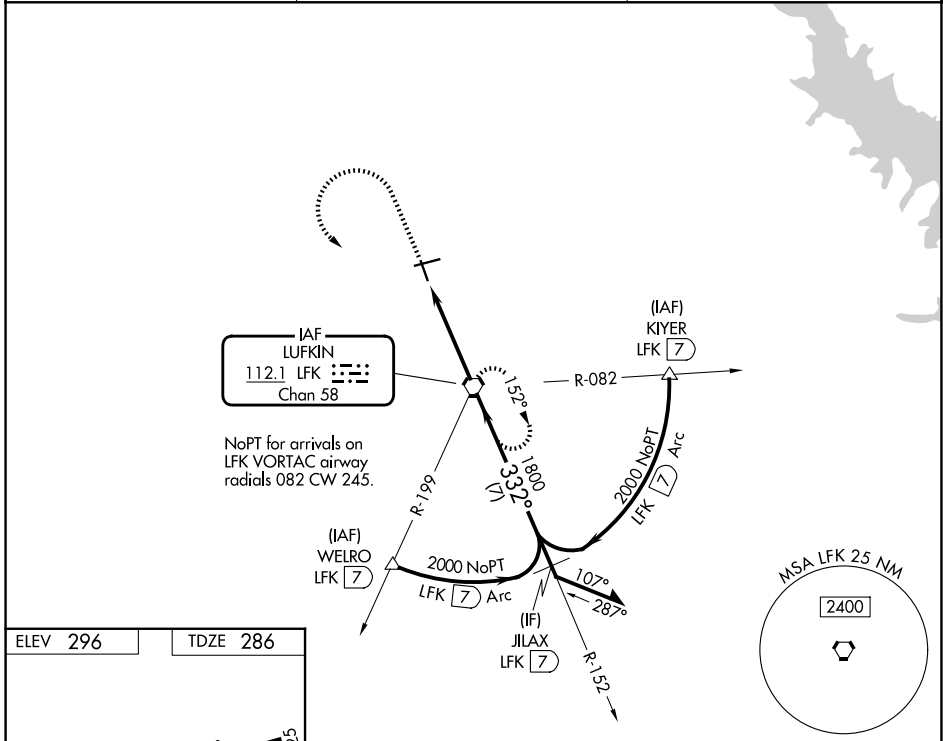 IAF
LUFKIN
112.1 LFK
Chan 58
NoPT for arrivals on
LFK VORTAC airway
radials 082 CW 245.
(IAF)
KIYER
LFK 7
R-082
152°
1800
332°
(7)
2000 NoPT
LFK 7 Arc
R-199
(IAF)
WELRO
LFK 7
2000 NoPT
LFK 7 Arc
107°
287°
(IF)
JILAX
LFK 7
R-152
MSA LFK 25 NM
2400
ELEV 296
TDZE 286